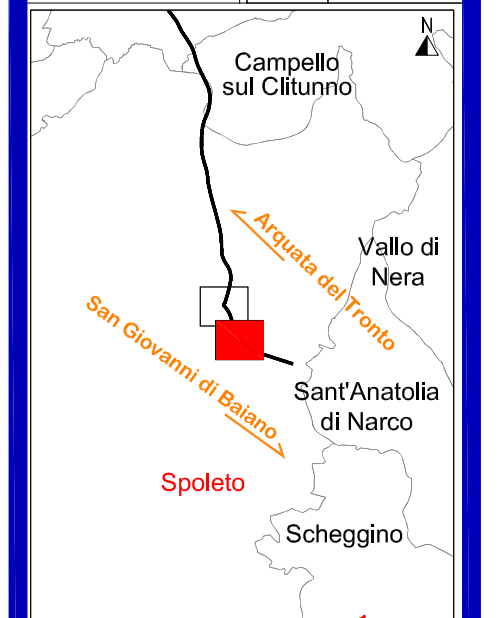 N
Campello
sul Clitunno
Arquata del Tronto
Vallo di
Nera
San Giovanni di Baiano
Sant'Anatolia
di Narco
Spoleto
Scheggino